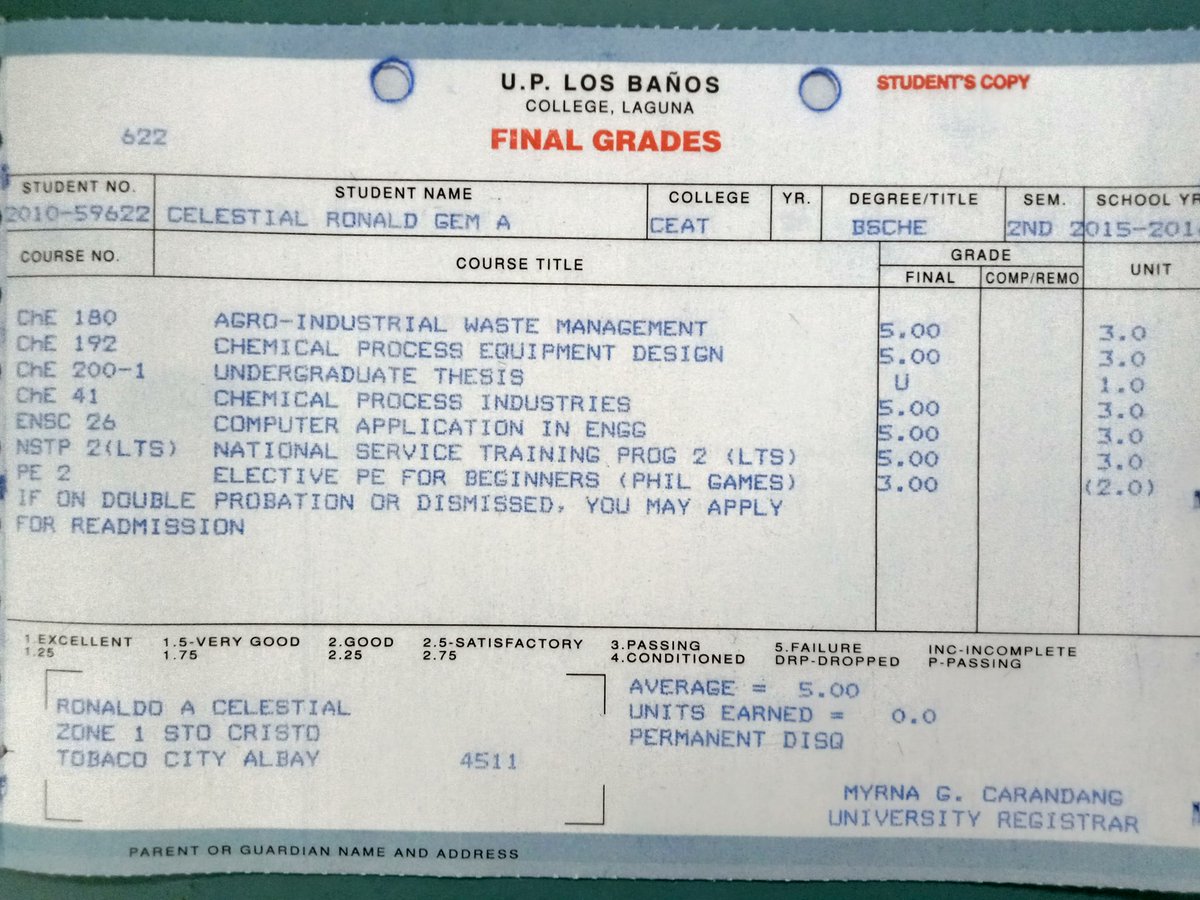 U.P. LOS BAÑOS
STUDENT'S COPY
COLLEGE, LAGUNA
622
FINAL GRADES
STUDENT NO. STUDENT NAME COLLEGE YR. DEGREE/TITLE SEM. SCHOOL YR
2010-59622 CELESTIAL RONALD GEM A CEAT BSCHE 2ND 2015-201
COURSE NO. COURSE TITLE GRADE UNIT
FINAL COMP/REMO
ChE 180 AGRO-INDUSTRIAL WASTE MANAGEMENT 5.00 3.0
ChE 192 CHEMICAL PROCESS EQUIPMENT DESIGN 5.00 3.0
ChE 200-1 UNDERGRADUATE THESIS U 1.0
ChE 41 CHEMICAL PROCESS INDUSTRIES 5.00 3.0
ENSC 26 COMPUTER APPLICATION IN ENGG 5.00 3.0
NSTP 2(LTS) NATIONAL SERVICE TRAINING PROG 2 (LTS) 5.00 3.0
PE 2 ELECTIVE PE FOR BEGINNERS (PHIL GAMES) 3.00 (2.0)
IF ON DOUBLE PROBATION OR DISMISSED, YOU MAY APPLY
FOR READMISSION
1.EXCELLENT 1.5-VERY GOOD 2.GOOD 2.5-SATISFACTORY 3.PASSING 5.FAILURE INC-INCOMPLETE
1.25 1.75 2.25 2.75 4.CONDITIONED DRP-DROPPED P-PASSING
RONALDO A CELESTIAL
ZONE 1 STO CRISTO
TOBACO CITY ALBAY 4511
AVERAGE = 5.00
UNITS EARNED = 0.0
PERMANENT DISQ
MYRNA G. CARANDANG
UNIVERSITY REGISTRAR
PARENT OR GUARDIAN NAME AND ADDRESS